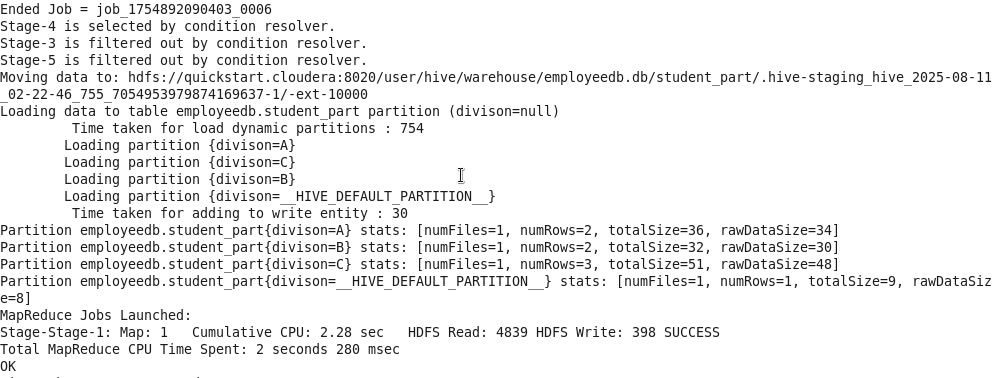 Ended Job = job_1754892090403_0006
Stage-4 is selected by condition resolver.
Stage-3 is filtered out by condition resolver.
Stage-5 is filtered out by condition resolver.
Moving data to: hdfs://quickstart.cloudera:8020/user/hive/warehouse/employeedb.db/student_part/.hive-staging_hive_2025-08-11
_02-22-46_755_7054953979874169637-1/-ext-10000
Loading data to table employeedb.student_part partition (divison=null)
         Time taken for load dynamic partitions : 754
        Loading partition {divison=A}
        Loading partition {divison=C}
        Loading partition {divison=B}
        Loading partition {divison=__HIVE_DEFAULT_PARTITION__}
         Time taken for adding to write entity : 30
Partition employeedb.student_part{divison=A} stats: [numFiles=1, numRows=2, totalSize=36, rawDataSize=34]
Partition employeedb.student_part{divison=B} stats: [numFiles=1, numRows=2, totalSize=32, rawDataSize=30]
Partition employeedb.student_part{divison=C} stats: [numFiles=1, numRows=3, totalSize=51, rawDataSize=48]
Partition employeedb.student_part{divison=__HIVE_DEFAULT_PARTITION__} stats: [numFiles=1, numRows=1, totalSize=9, rawDataSiz
e=8]
MapReduce Jobs Launched:
Stage-Stage-1: Map: 1   Cumulative CPU: 2.28 sec   HDFS Read: 4839 HDFS Write: 398 SUCCESS
Total MapReduce CPU Time Spent: 2 seconds 280 msec
OK